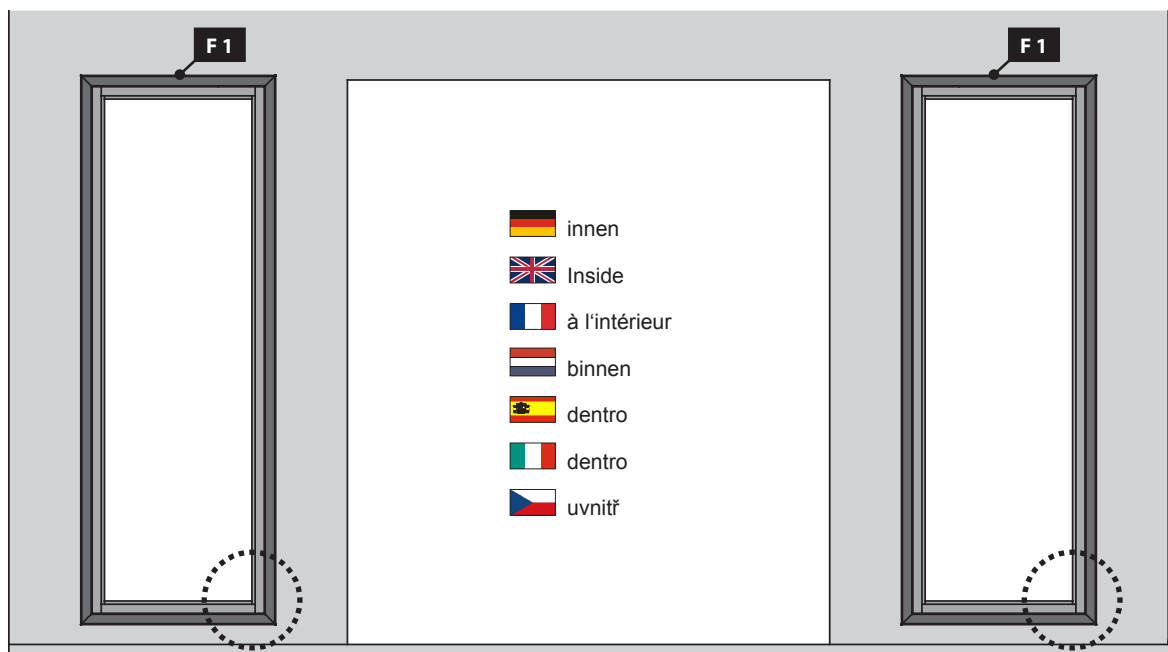 F 1
F 1
innen
Inside
à l‘intérieur
binnen
dentro
dentro
uvnitř